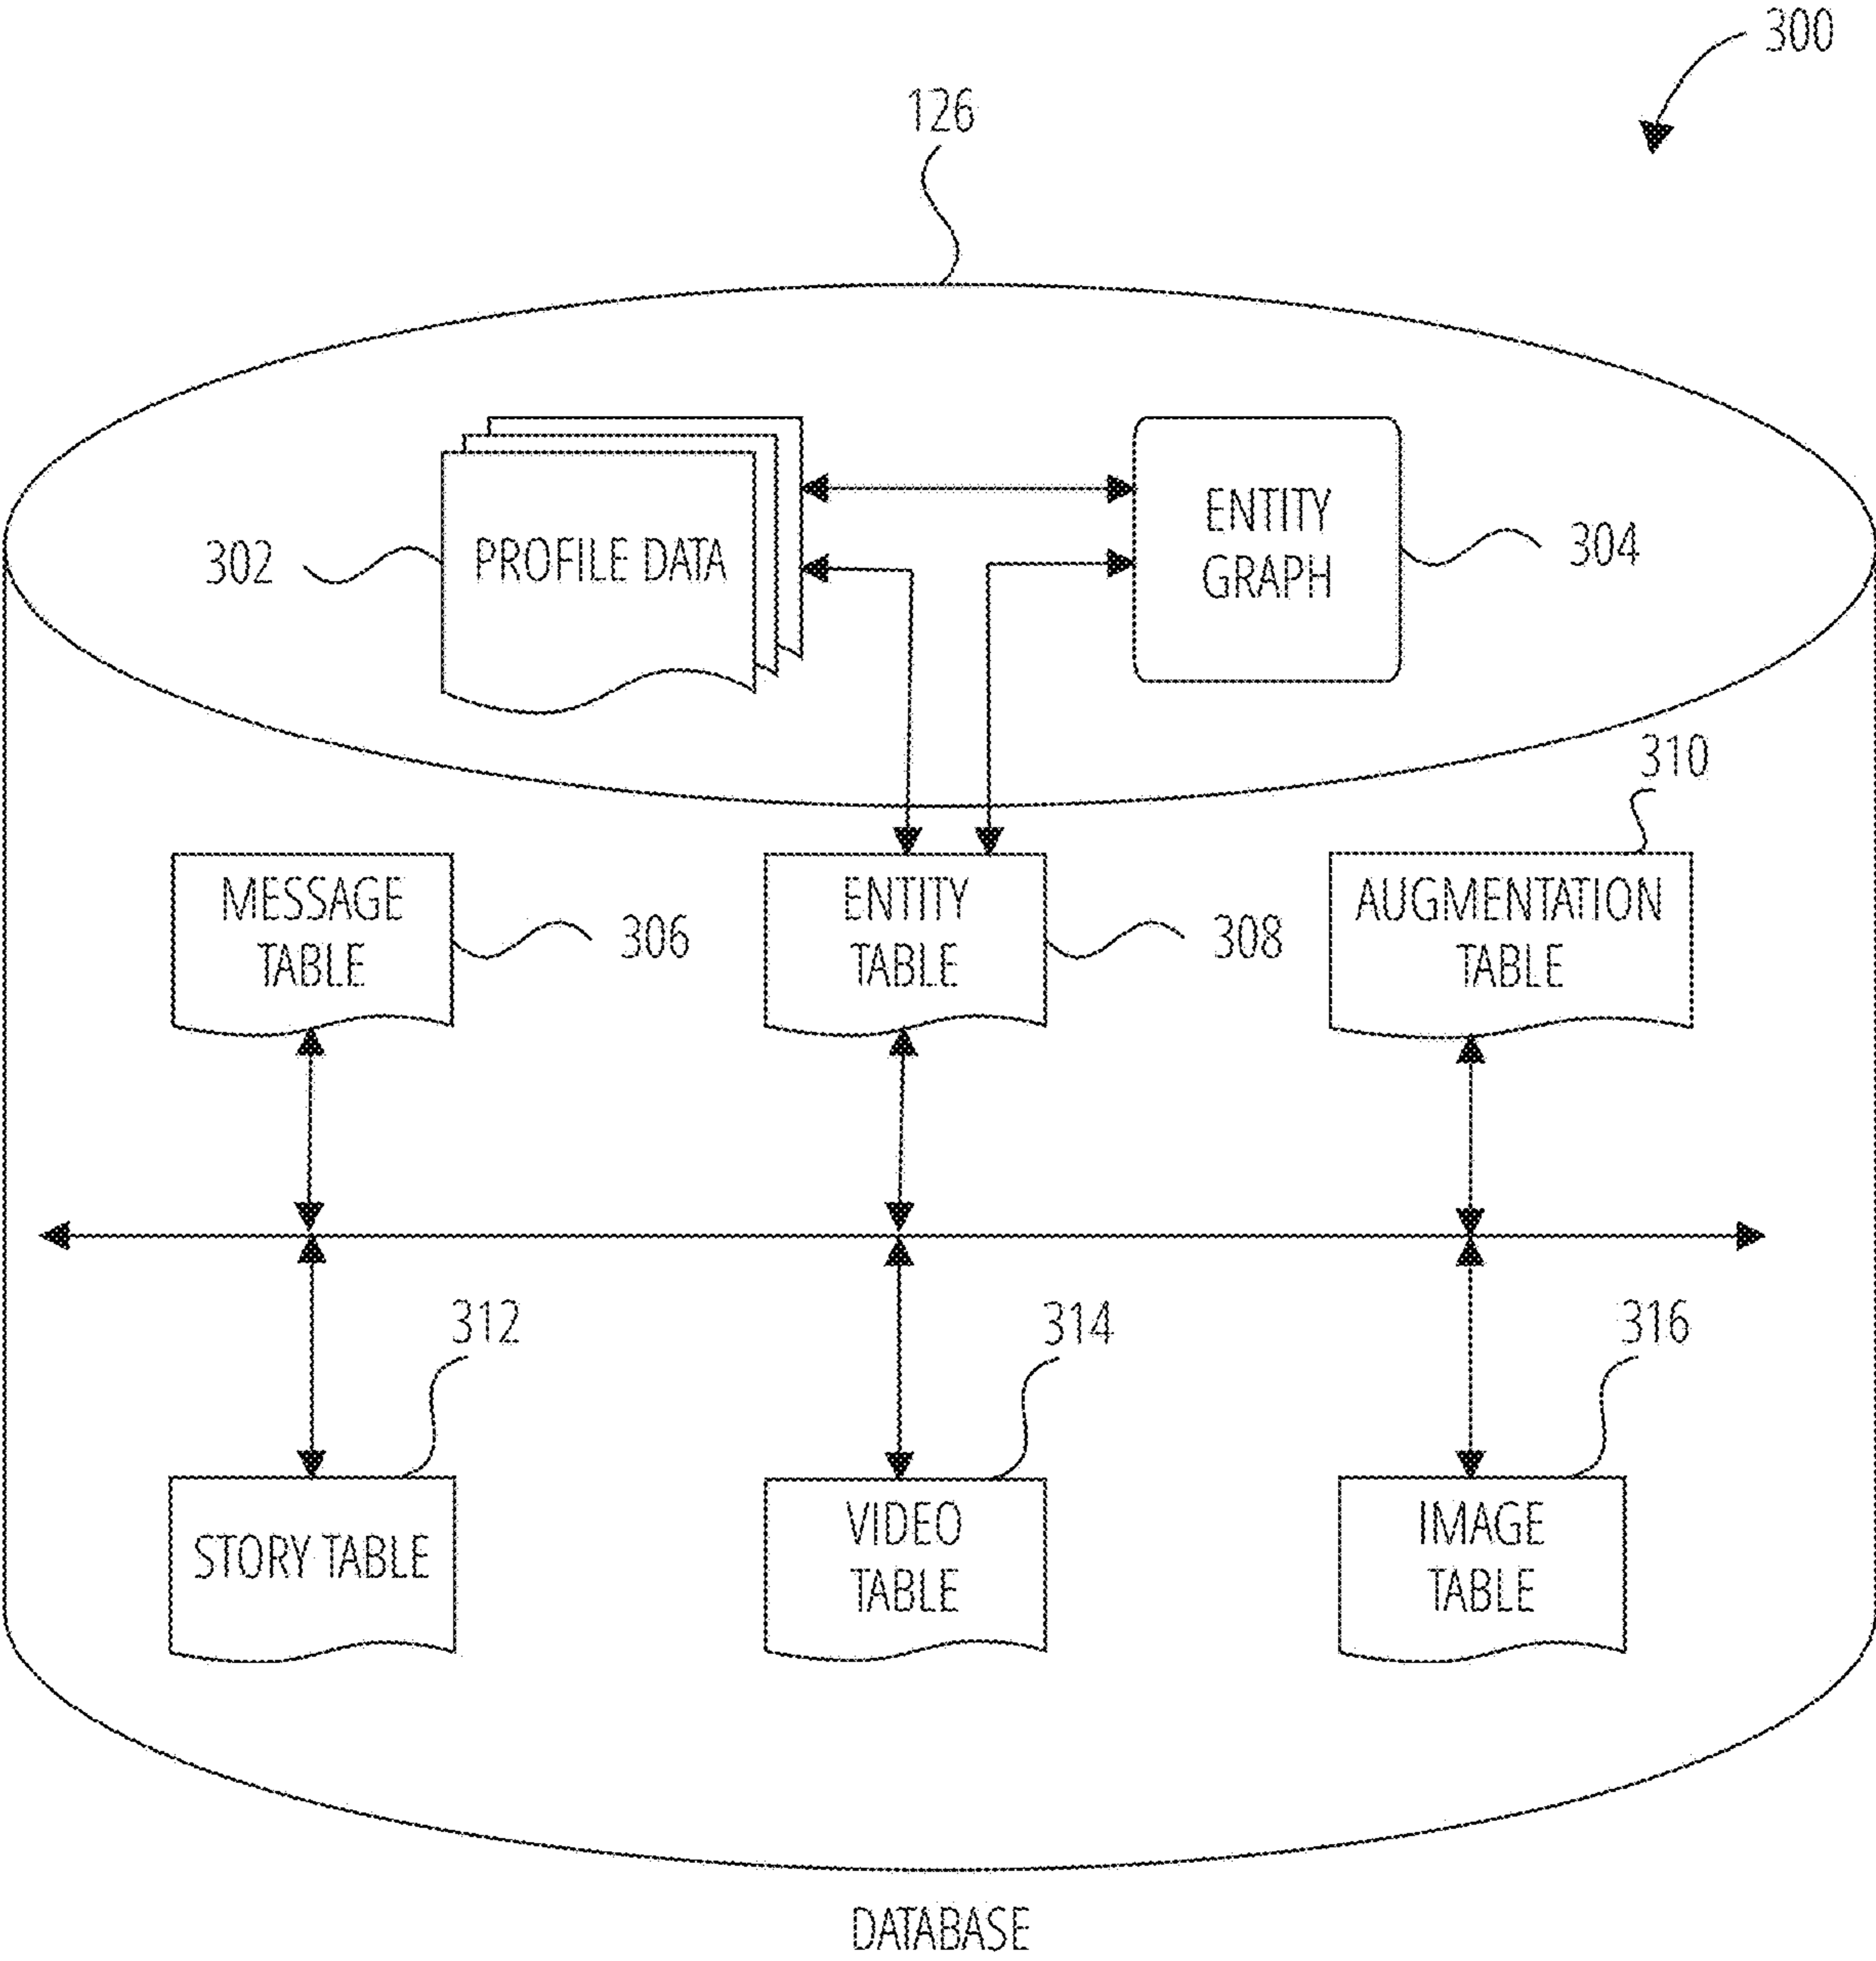 300
126
302
PROFILE DATA
ENTITY
GRAPH
304
310
MESSAGE
TABLE
306
ENTITY
TABLE
308
AUGMENTATION
TABLE
312
314
316
STORY TABLE
VIDEO
TABLE
IMAGE
TABLE
DATABASE